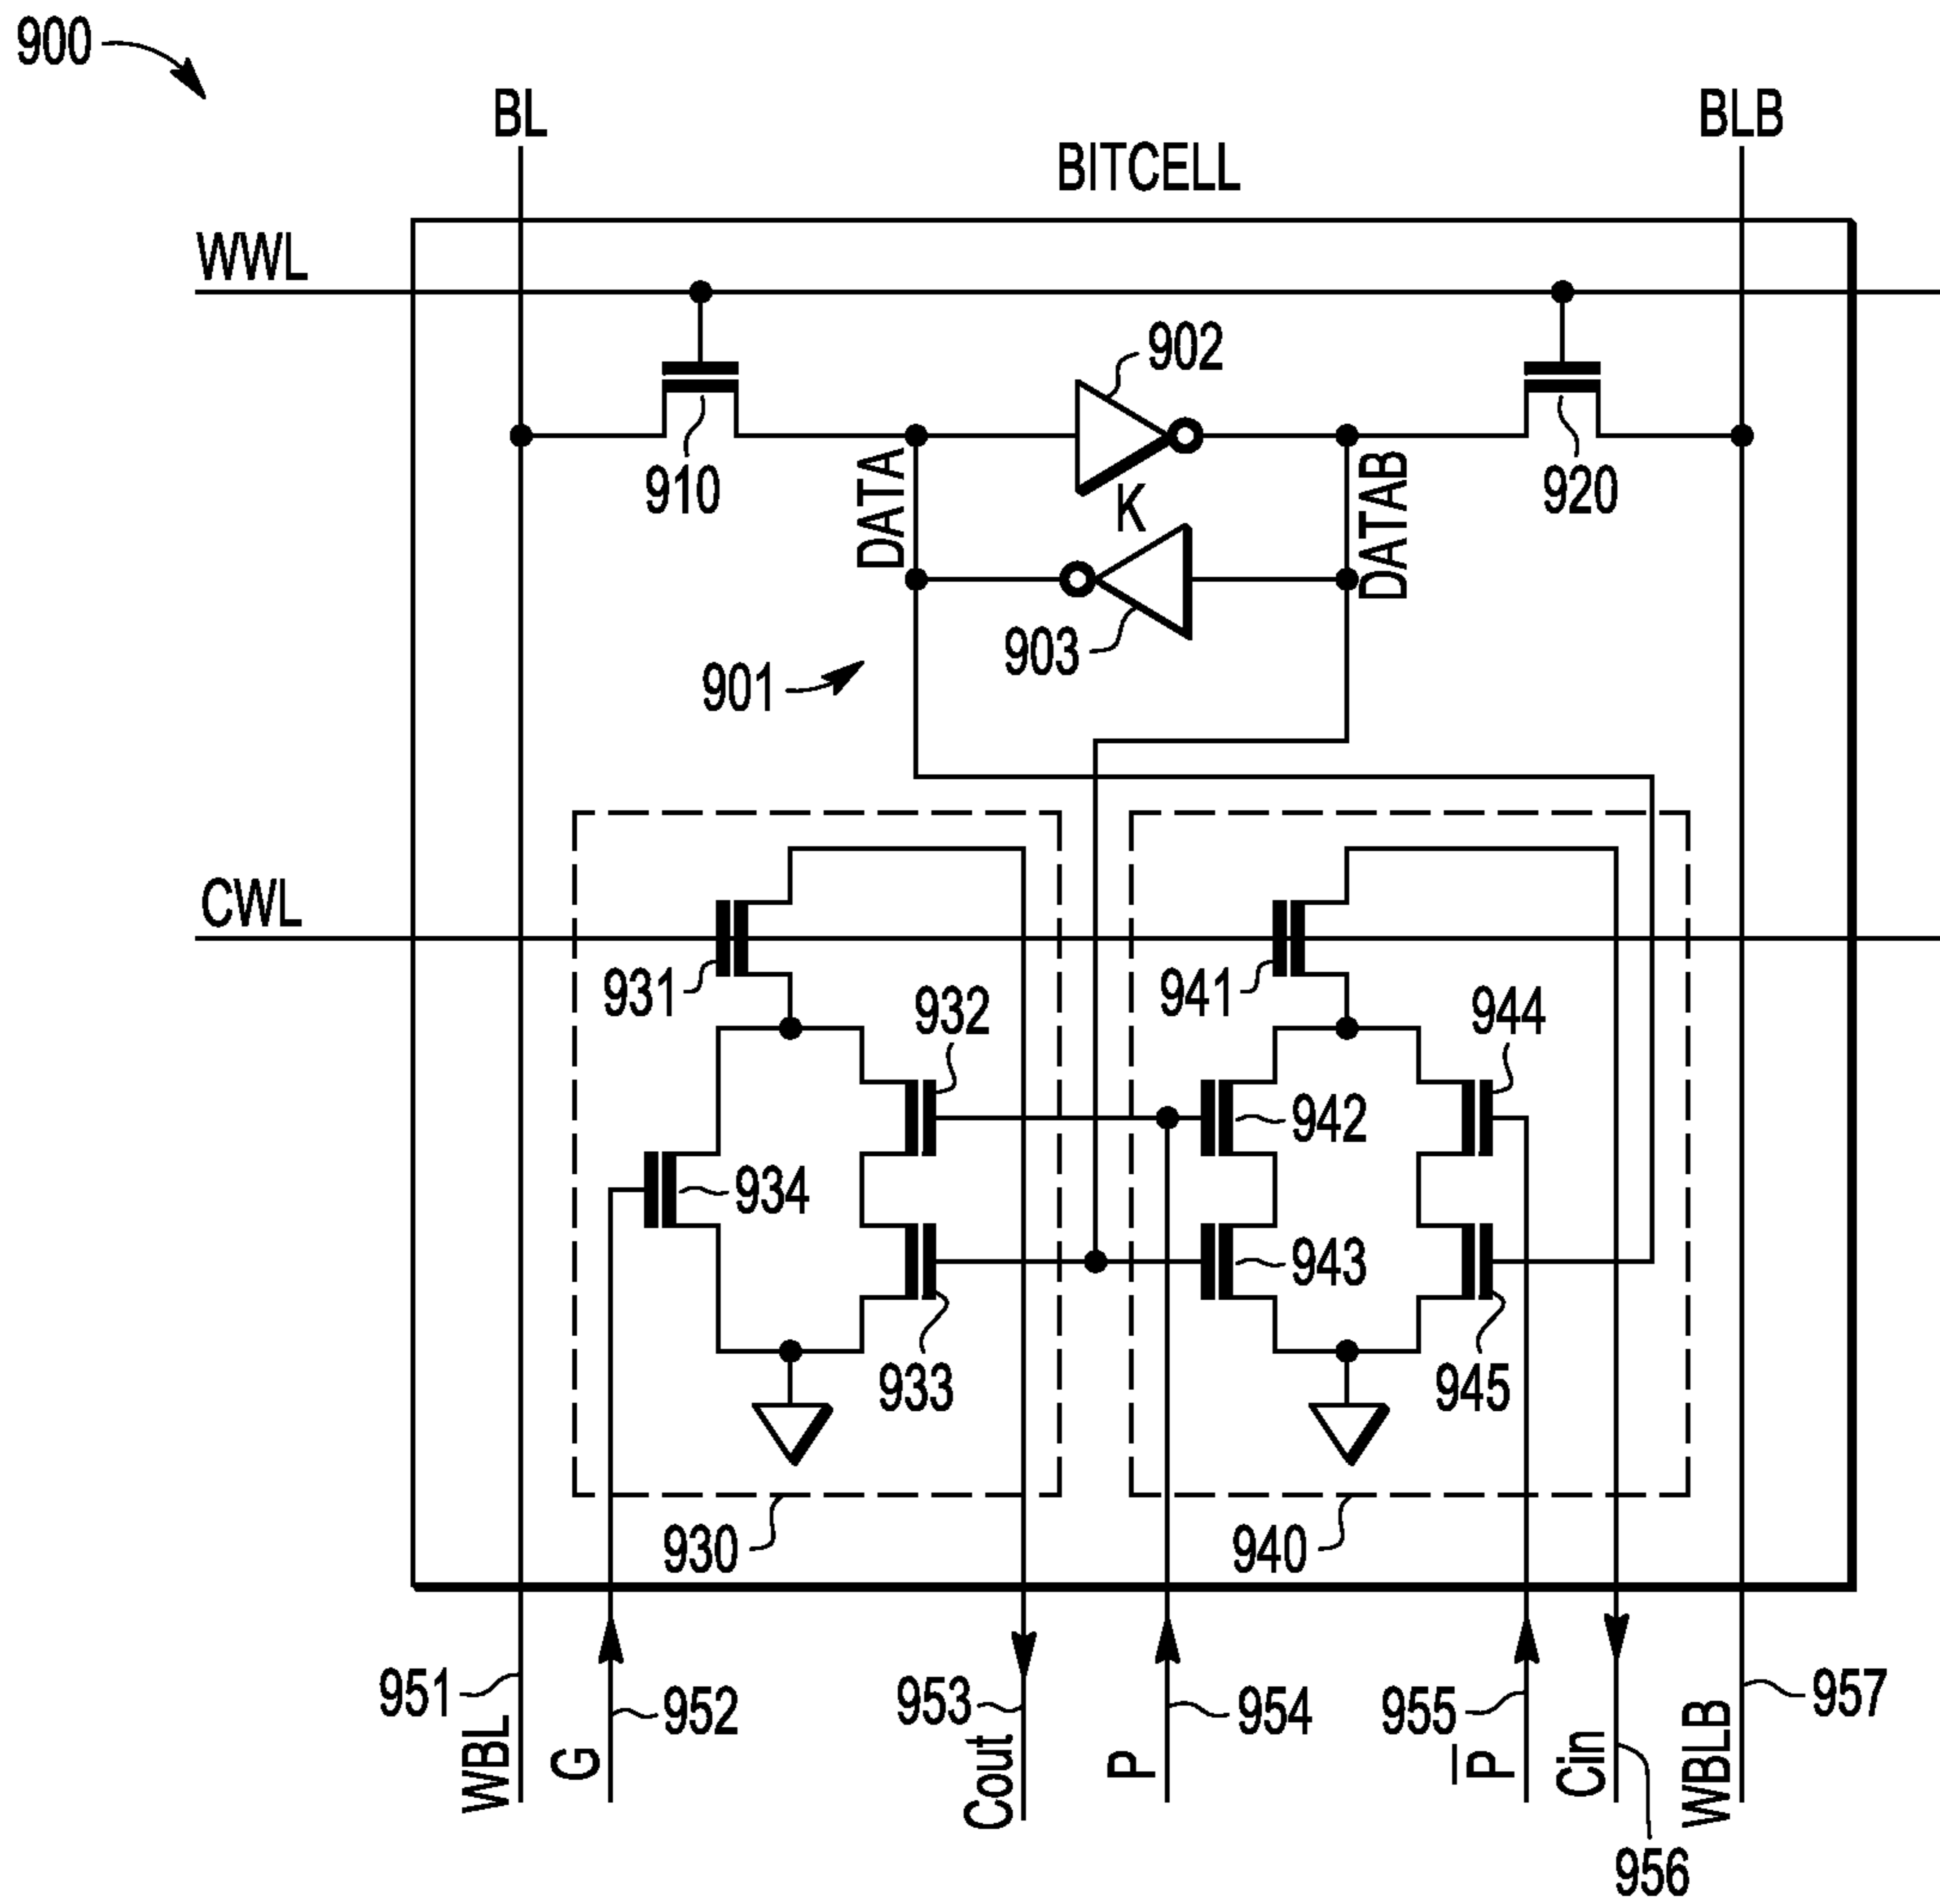 900
BL
BLB
BITCELL
WWL
902
910
920
DATA
K
DATAB
903
901
CWL
931
932
941
944
942
934
943
933
945
930
940
951
WBL
952
G
953
Cout
954
P
955
P̅
Cin
956
WBLB
957